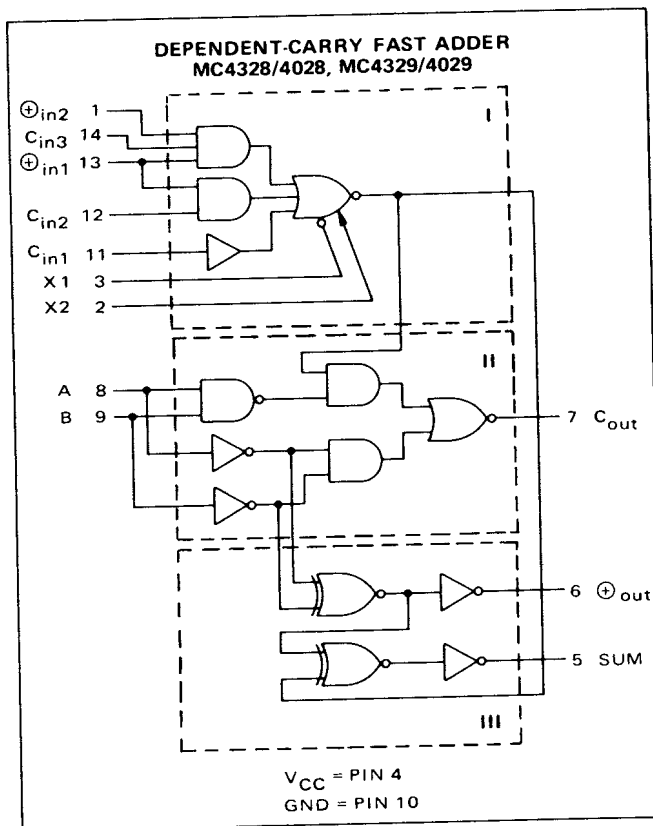 DEPENDENT-CARRY FAST ADDER
MC4328/4028, MC4329/4029
⊕in2 1
Cin3 14
⊕in1 13
Cin2 12
Cin1 11
X1 3
X2 2
I
A 8
B 9
II
7 Cout
6 ⊕out
5 SUM
III
VCC = PIN 4
GND = PIN 10